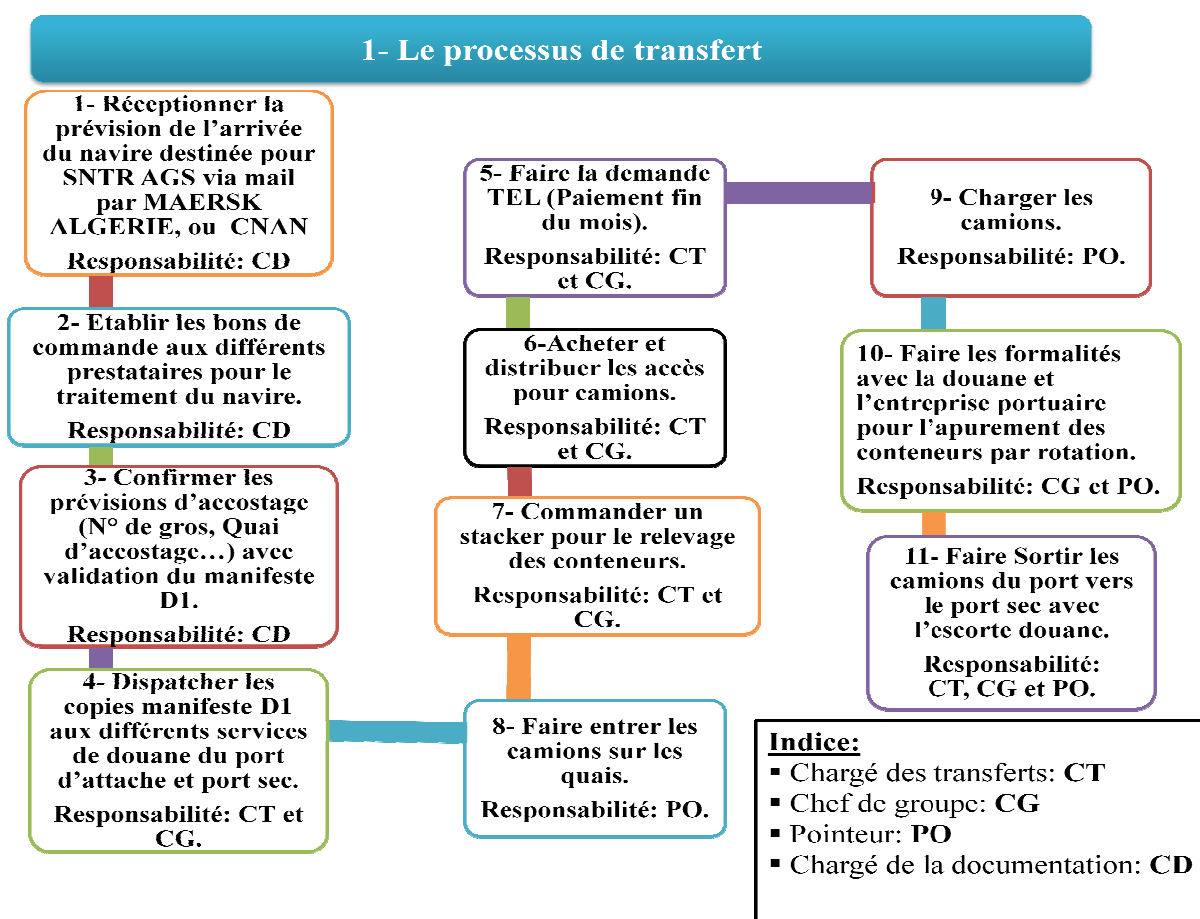 1- Le processus de transfert
1- Réceptionner la
prévision de l’arrivée
du navire destinée pour
SNTR AGS via mail
par MAERSK
ALGERIE, ou CNAN
Responsabilité: CD
2- Etablir les bons de
commande aux différents
prestataires pour le
traitement du navire.
Responsabilité: CD
3- Confirmer les
prévisions d’accostage
(N° de gros, Quai
d’accostage…) avec
validation du manifeste
D1.
Responsabilité: CD
4- Dispatcher les
copies manifeste D1
aux différents services
de douane du port
d’attache et port sec.
Responsabilité: CT et
CG.
5- Faire la demande
TEL (Paiement fin
du mois).
Responsabilité: CT
et CG.
6-Acheter et
distribuer les accès
pour camions.
Responsabilité: CT
et CG.
7- Commander un
stacker pour le relevage
des conteneurs.
Responsabilité: CT et
CG.
8- Faire entrer les
camions sur les
quais.
Responsabilité: PO.
9- Charger les
camions.
Responsabilité: PO.
10- Faire les formalités
avec la douane et
l’entreprise portuaire
pour l’apurement des
conteneurs par rotation.
Responsabilité: CG et PO.
11- Faire Sortir les
camions du port vers
le port sec avec
l’escorte douane.
Responsabilité:
CT, CG et PO.
Indice:
▪ Chargé des transferts: CT
▪ Chef de groupe: CG
▪ Pointeur: PO
▪ Chargé de la documentation: CD